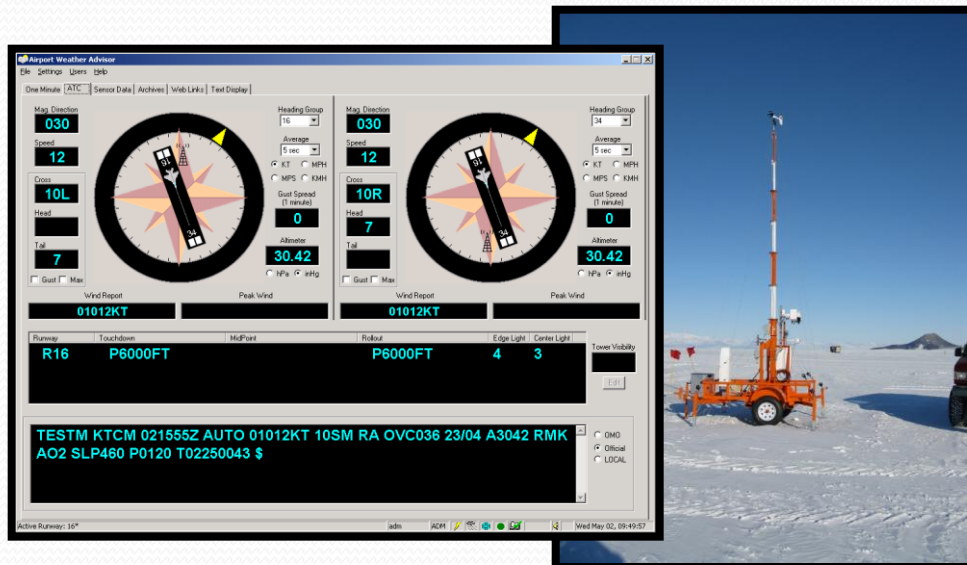 Airport Weather Advisor
File Settings Users Help
One Minute ATC Sensor Data Archives Web Links Text Display
Mag. Direction
030
Speed
12
Cross
10L
Head
Tail
7
Gust Max
16
34
Heading Group
16
Average
5 sec
KT MPH
MPS KMH
Gust Spread
(1 minute)
0
Altimeter
30.42
hPa inHg
Wind Report Peak Wind
01012KT
Mag. Direction
030
Speed
12
Cross
10R
Head
7
Tail
Gust Max
16
34
Heading Group
34
Average
5 sec
KT MPH
MPS KMH
Gust Spread
(1 minute)
0
Altimeter
30.42
hPa inHg
Wind Report Peak Wind
01012KT
Runway Touchdown MidPoint Rollout Edge Light Center Light
R16 P6000FT P6000FT 4 3
Tower Visibility
Edit
TESTM KTCM 021555Z AUTO 01012KT 10SM RA OVC036 23/04 A3042 RMK
AO2 SLP460 P0120 T02250043 $
OMO
Official
LOCAL
Active Runway: 16* adm ADM Wed May 02, 09:49:57